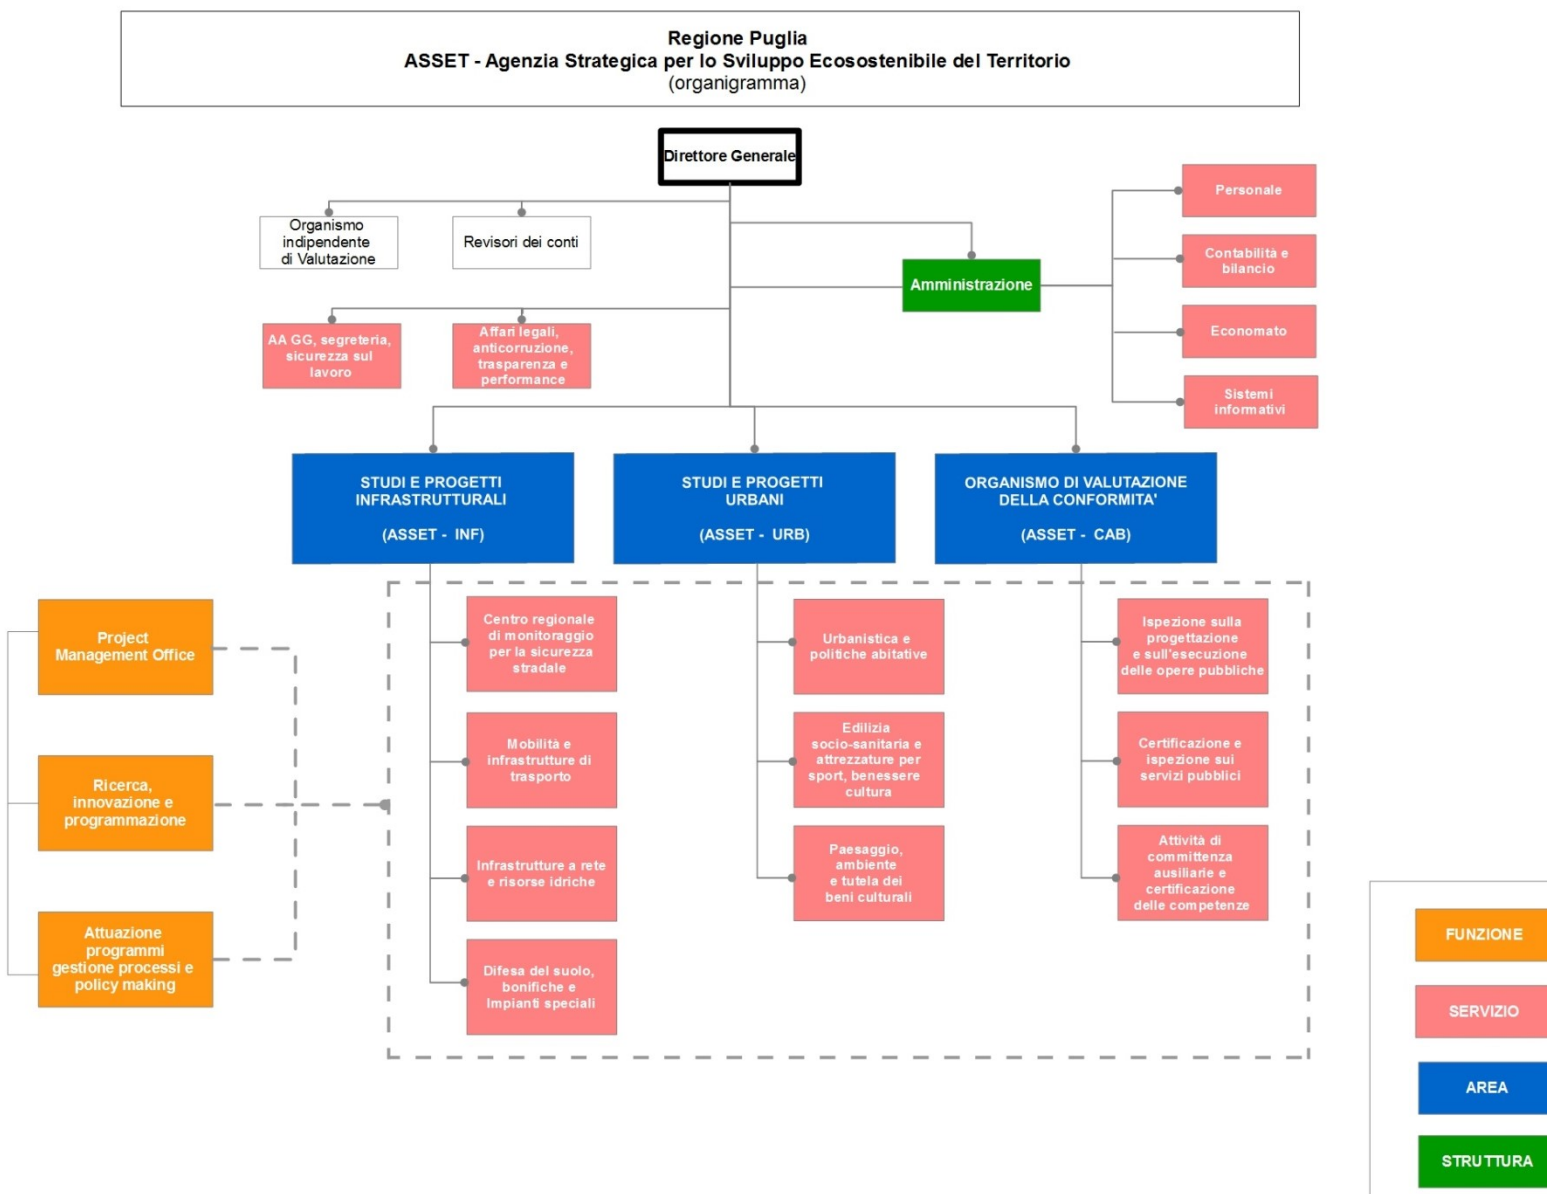 Regione Puglia
ASSET - Agenzia Strategica per lo Sviluppo Ecosostenibile del Territorio
(organigramma)
Direttore Generale
Organismo
indipendente
di Valutazione
Revisori dei conti
Personale
Contabilità e
bilancio
Amministrazione
Economato
Sistemi
informativi
AA GG, segreteria,
sicurezza sul
lavoro
Affari legali,
anticorruzione,
trasparenza e
performance
STUDI E PROGETTI
INFRASTRUTTURALI
(ASSET - INF)
STUDI E PROGETTI
URBANI
(ASSET - URB)
ORGANISMO DI VALUTAZIONE
DELLA CONFORMITA'
(ASSET - CAB)
Project
Management Office
Ricerca,
innovazione e
programmazione
Attuazione
programmi
gestione processi e
policy making
Centro regionale
di monitoraggio
per la sicurezza
stradale
Mobilità e
infrastrutture di
trasporto
Infrastrutture a rete
e risorse idriche
Difesa del suolo,
bonifiche e
Impianti speciali
Urbanistica e
politiche abitative
Edilizia
socio-sanitaria e
attrezzature per
sport, benessere
cultura
Paesaggio,
ambiente
e tutela dei
beni culturali
Ispezione sulla
progettazione
e sull'esecuzione
delle opere pubbliche
Certificazione e
ispezione sui
servizi pubblici
Attività di
committenza
ausiliarie e
certificazione
delle competenze
FUNZIONE
SERVIZIO
AREA
STRUTTURA